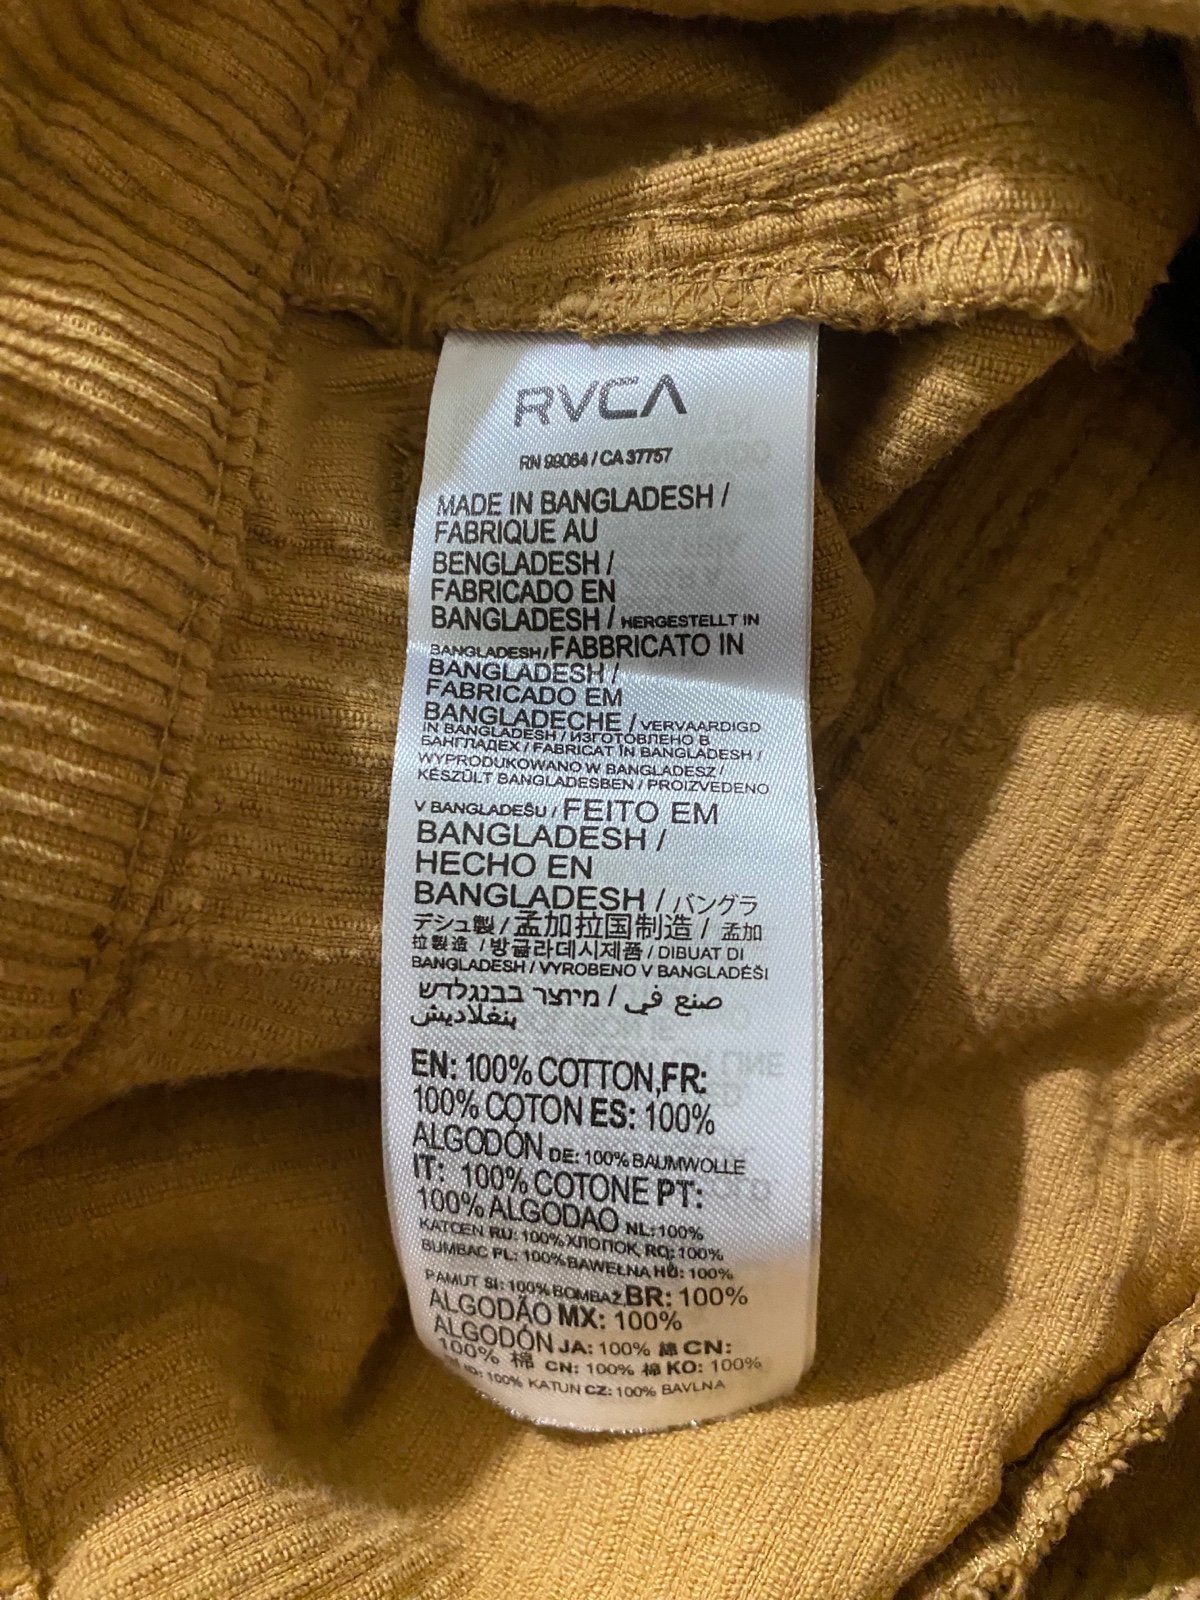 RVCA
RN 99064 / CA 37757
MADE IN BANGLADESH /
FABRIQUE AU
BENGLADESH /
FABRICADO EN
BANGLADESH / HERGESTELLT IN
BANGLADESH / FABBRICATO IN
BANGLADESH /
FABRICADO EM
BANGLADECHE / VERVAARDIGD
IN BANGLADESH / ИЗГОТОВЛЕНО В
БАНГЛАДЕХ / FABRICAT IN BANGLADESH /
WYPRODUKOWANO W BANGLADESZ /
KÉSZÜLT BANGLADESBEN / PROIZVEDENO
V BANGLADEŠU / FEITO EM
BANGLADESH /
HECHO EN
BANGLADESH / バングラ
デシュ製 / 孟加拉国制造 / 孟加
拉製造 / 방글라데시제품 / DIBUAT DI
BANGLADESH / VYROBENO V BANGLADÉŠI
מיוצר בבנגלדש / صنع في
بنغلاديش
EN: 100% COTTON,FR:
100% COTON ES: 100%
ALGODÓN DE: 100% BAUMWOLLE
IT: 100% COTONE PT:
100% ALGODAO NL: 100%
KATOEN RU: 100% ХЛОПОК, RO: 100%
BUMBAC PL: 100% BAWEŁNA HU: 100%
PAMUT SI: 100% BOMBAŽ BR: 100%
ALGODÃO MX: 100%
ALGODÓN JA: 100% 綿 CN:
100% 棉 CN: 100% 棉 KO: 100%
ID: 100% KATUN CZ: 100% BAVLNA